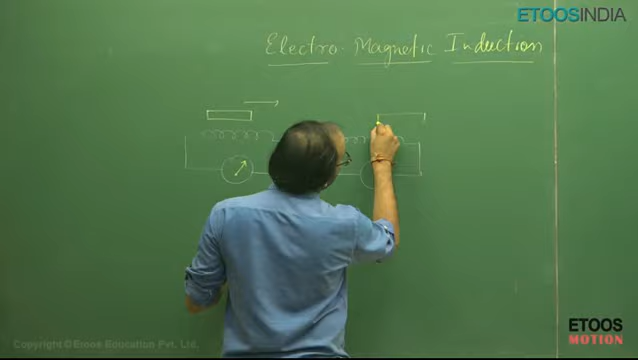 ETOOSINDIA
Electro-Magnetic Induction
ETOOS
MOTION
Copyright © Etoos Education Pvt. Ltd.